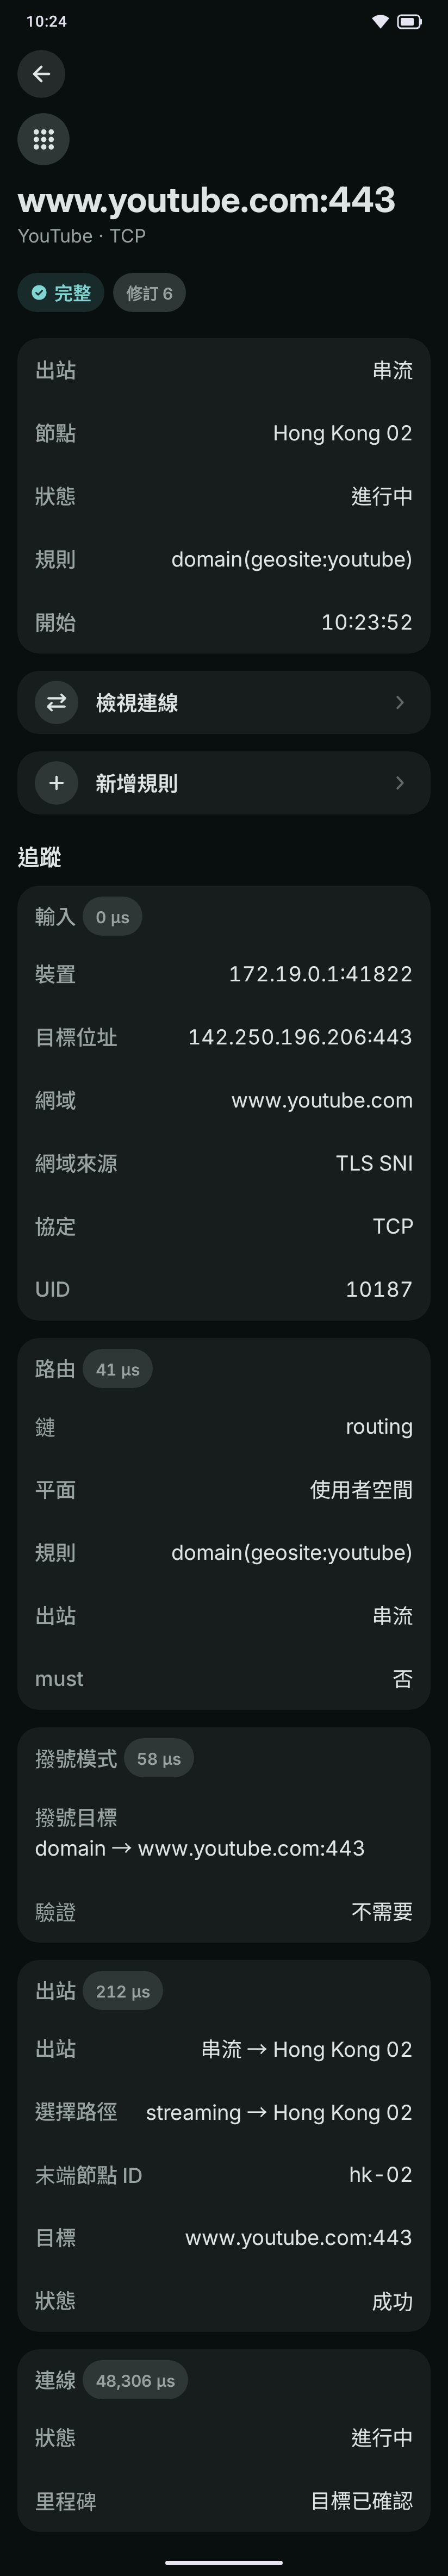 10:24
www.youtube.com:443
YouTube · TCP
完整 修訂 6
出站 串流
節點 Hong Kong 02
狀態 進行中
規則 domain(geosite:youtube)
開始 10:23:52
檢視連線
新增規則
追蹤
輸入 0 µs
裝置 172.19.0.1:41822
目標位址 142.250.196.206:443
網域 www.youtube.com
網域來源 TLS SNI
協定 TCP
UID 10187
路由 41 µs
鏈 routing
平面 使用者空間
規則 domain(geosite:youtube)
出站 串流
must 否
撥號模式 58 µs
撥號目標
domain → www.youtube.com:443
驗證 不需要
出站 212 µs
出站 串流 → Hong Kong 02
選擇路徑 streaming → Hong Kong 02
末端節點 ID hk-02
目標 www.youtube.com:443
狀態 成功
連線 48,306 µs
狀態 進行中
里程碑 目標已確認